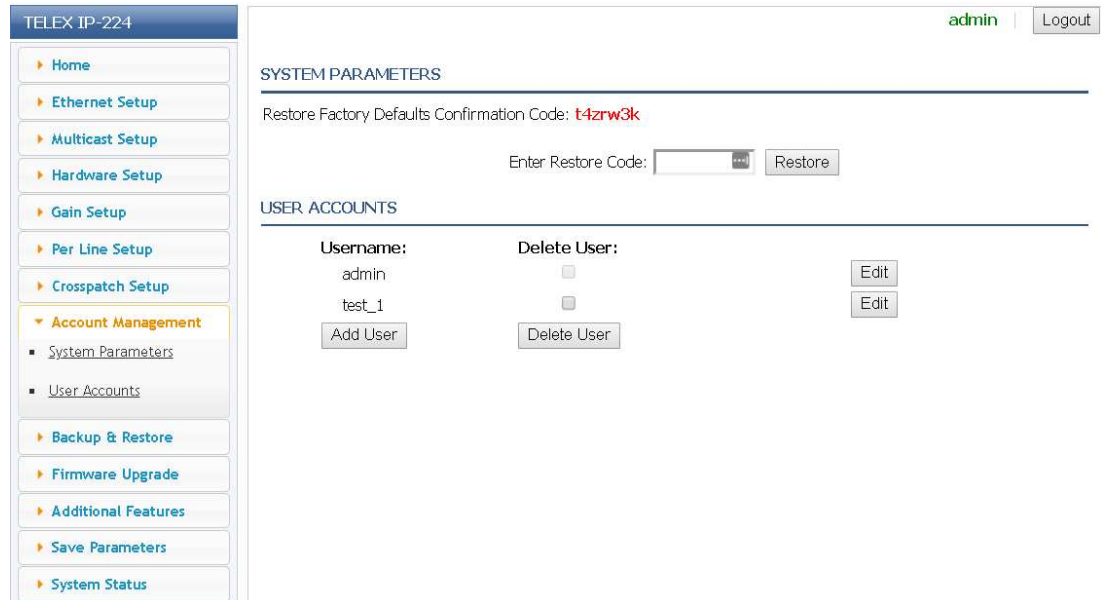 TELEX IP-224
admin | Logout
Home
Ethernet Setup
Multicast Setup
Hardware Setup
Gain Setup
Per Line Setup
Crosspatch Setup
Account Management
System Parameters
User Accounts
Backup & Restore
Firmware Upgrade
Additional Features
Save Parameters
System Status
SYSTEM PARAMETERS
Restore Factory Defaults Confirmation Code: t4zrw3k
Enter Restore Code: Restore
USER ACCOUNTS
Username: Delete User:
admin Edit
test_1 Edit
Add User Delete User